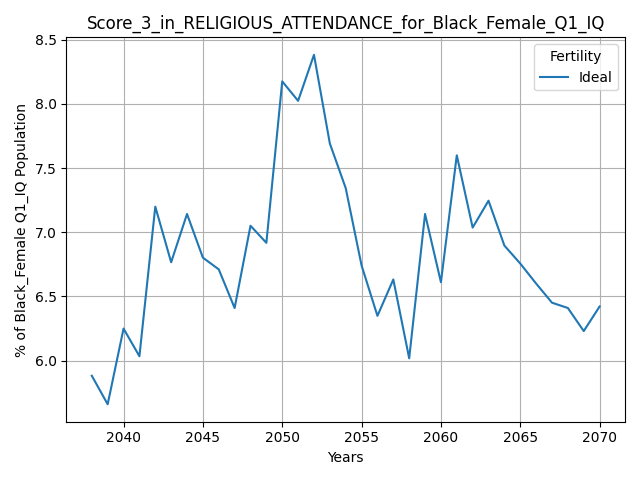 Score_3_in_RELIGIOUS_ATTENDANCE_for_Black_Female_Q1_IQ
Fertility
Ideal
8.5
8.0
7.5
7.0
6.5
6.0
% of Black_Female Q1_IQ Population
2040 2045 2050 2055 2060 2065 2070
Years